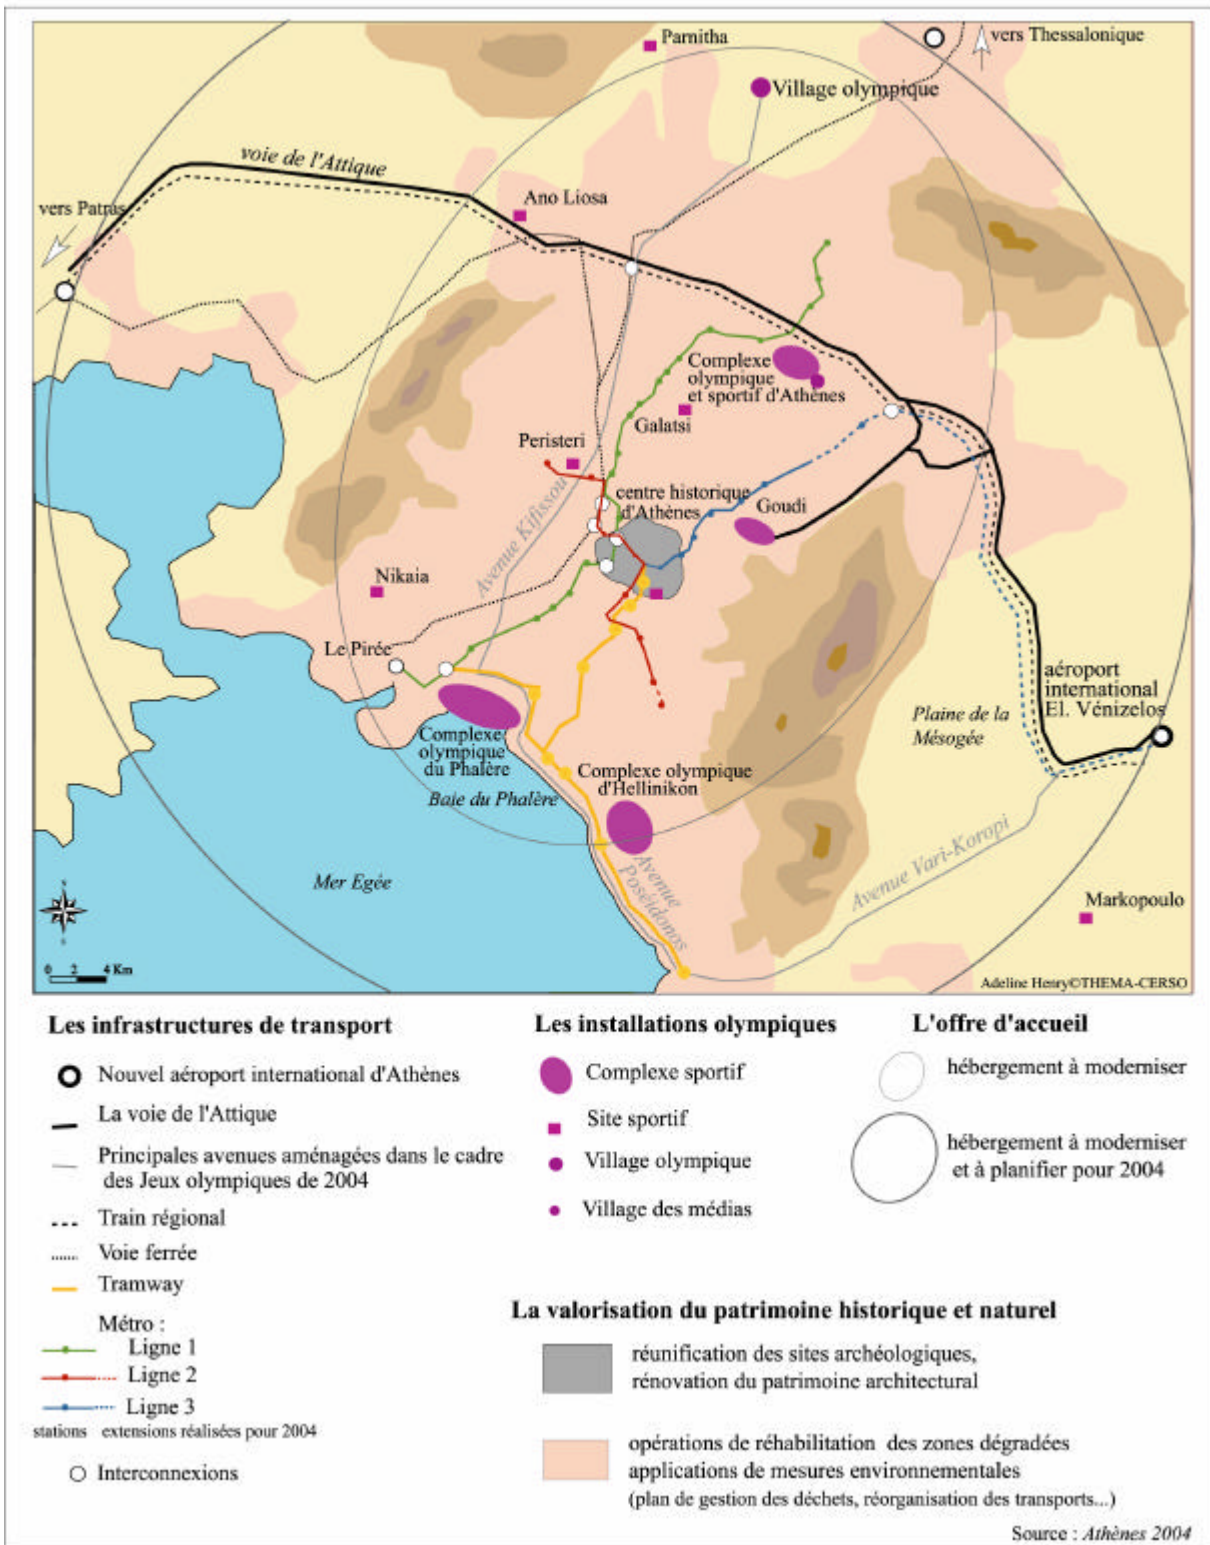 Parnitha
vers Thessalonique
Village olympique
voie de l'Attique
Ano Liosa
vers Patras
Complexe
olympique
et sportif d'Athènes
Galatsi
Peristeri
centre historique
d'Athènes
Goudi
Avenue Kifissou
Nikaia
Le Pirée
aéroport
international
El. Vénizelos
Plaine de la
Mésogée
Complexe
olympique
du Phalère
Complexe olympique
d'Hellinikon
Baie du Phalère
Avenue
Poséidonos
Avenue Vari-Koropi
Mer Egée
Markopoulo
0 2 4 Km
Adeline Henry©THEMA-CERSO
Les infrastructures de transport
Nouvel aéroport international d'Athènes
La voie de l'Attique
Principales avenues aménagées dans le cadre
des Jeux olympiques de 2004
Train régional
Voie ferrée
Tramway
Métro :
Ligne 1
Ligne 2
Ligne 3
stations extensions réalisées pour 2004
Interconnexions
Les installations olympiques
Complexe sportif
Site sportif
Village olympique
Village des médias
L'offre d'accueil
hébergement à moderniser
hébergement à moderniser
et à planifier pour 2004
La valorisation du patrimoine historique et naturel
réunification des sites archéologiques,
rénovation du patrimoine architectural
opérations de réhabilitation des zones dégradées
applications de mesures environnementales
(plan de gestion des déchets, réorganisation des transports...)
Source : Athènes 2004